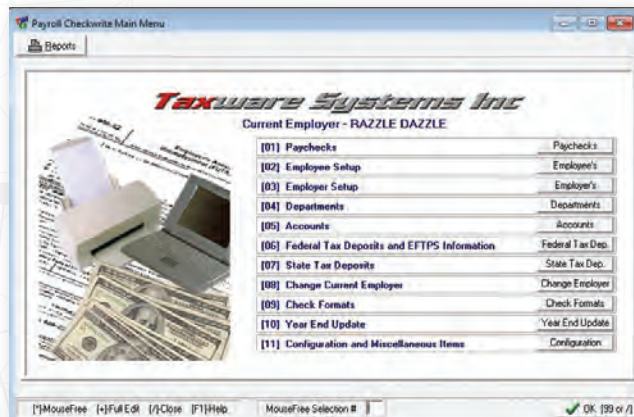 Payroll Checkwrite Main Menu
Reports
Taxware Systems Inc
Current Employer - RAZZLE DAZZLE
[01] Paychecks Paychecks
[02] Employee Setup Employee's
[03] Employer Setup Employer's
[04] Departments Departments
[05] Accounts Accounts
[06] Federal Tax Deposits and EFTPS Information Federal Tax Dep.
[07] State Tax Deposits State Tax Dep.
[08] Change Current Employer Change Employer
[09] Check Formats Check Formats
[10] Year End Update Year End Update
[11] Configuration and Miscellaneous Items Configuration
[*]MouseFree [+]Full Edit [/]Close [F1]Help MouseFree Selection # OK [99 or /]